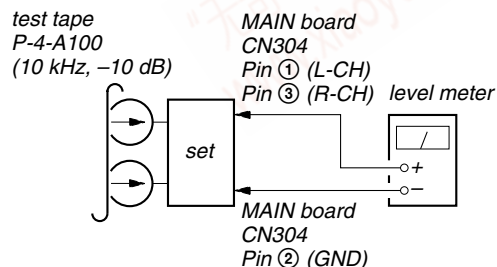 test tape
P-4-A100
(10 kHz, –10 dB)
MAIN board
CN304
Pin ① (L-CH)
Pin ③ (R-CH)
level meter
set
+
–
MAIN board
CN304
Pin ② (GND)